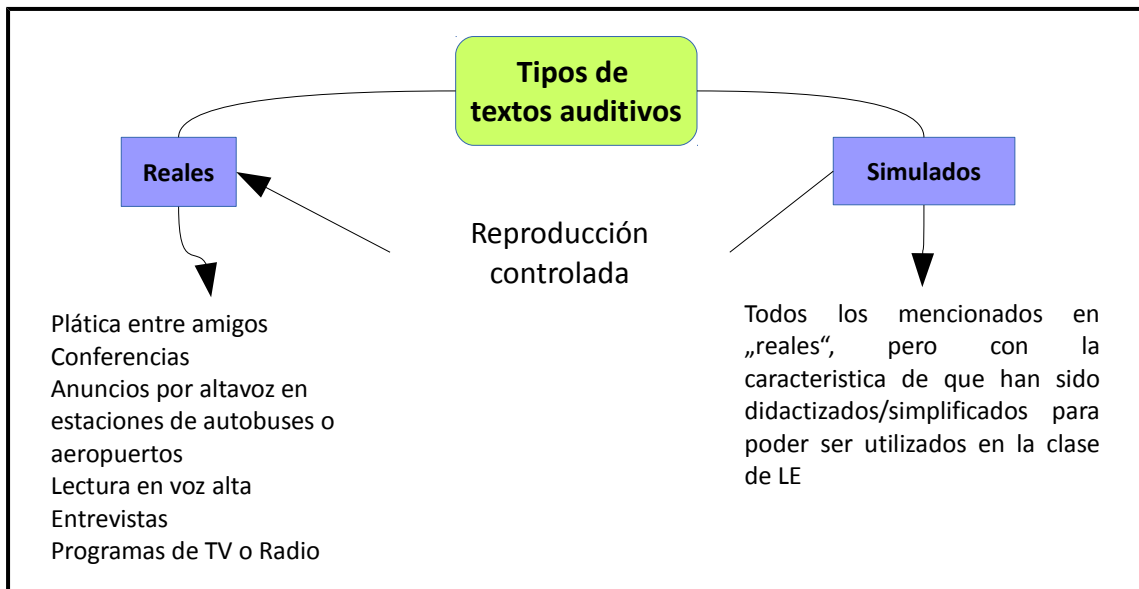 Tipos de
textos auditivos
Reales
Simulados
Reproducción
controlada
Plática entre amigos
Conferencias
Anuncios por altavoz en
estaciones de autobuses o
aeropuertos
Lectura en voz alta
Entrevistas
Programas de TV o Radio
Todos los mencionados en
„reales“, pero con la
caracteristica de que han sido
didactizados/simplificados para
poder ser utilizados en la clase
de LE